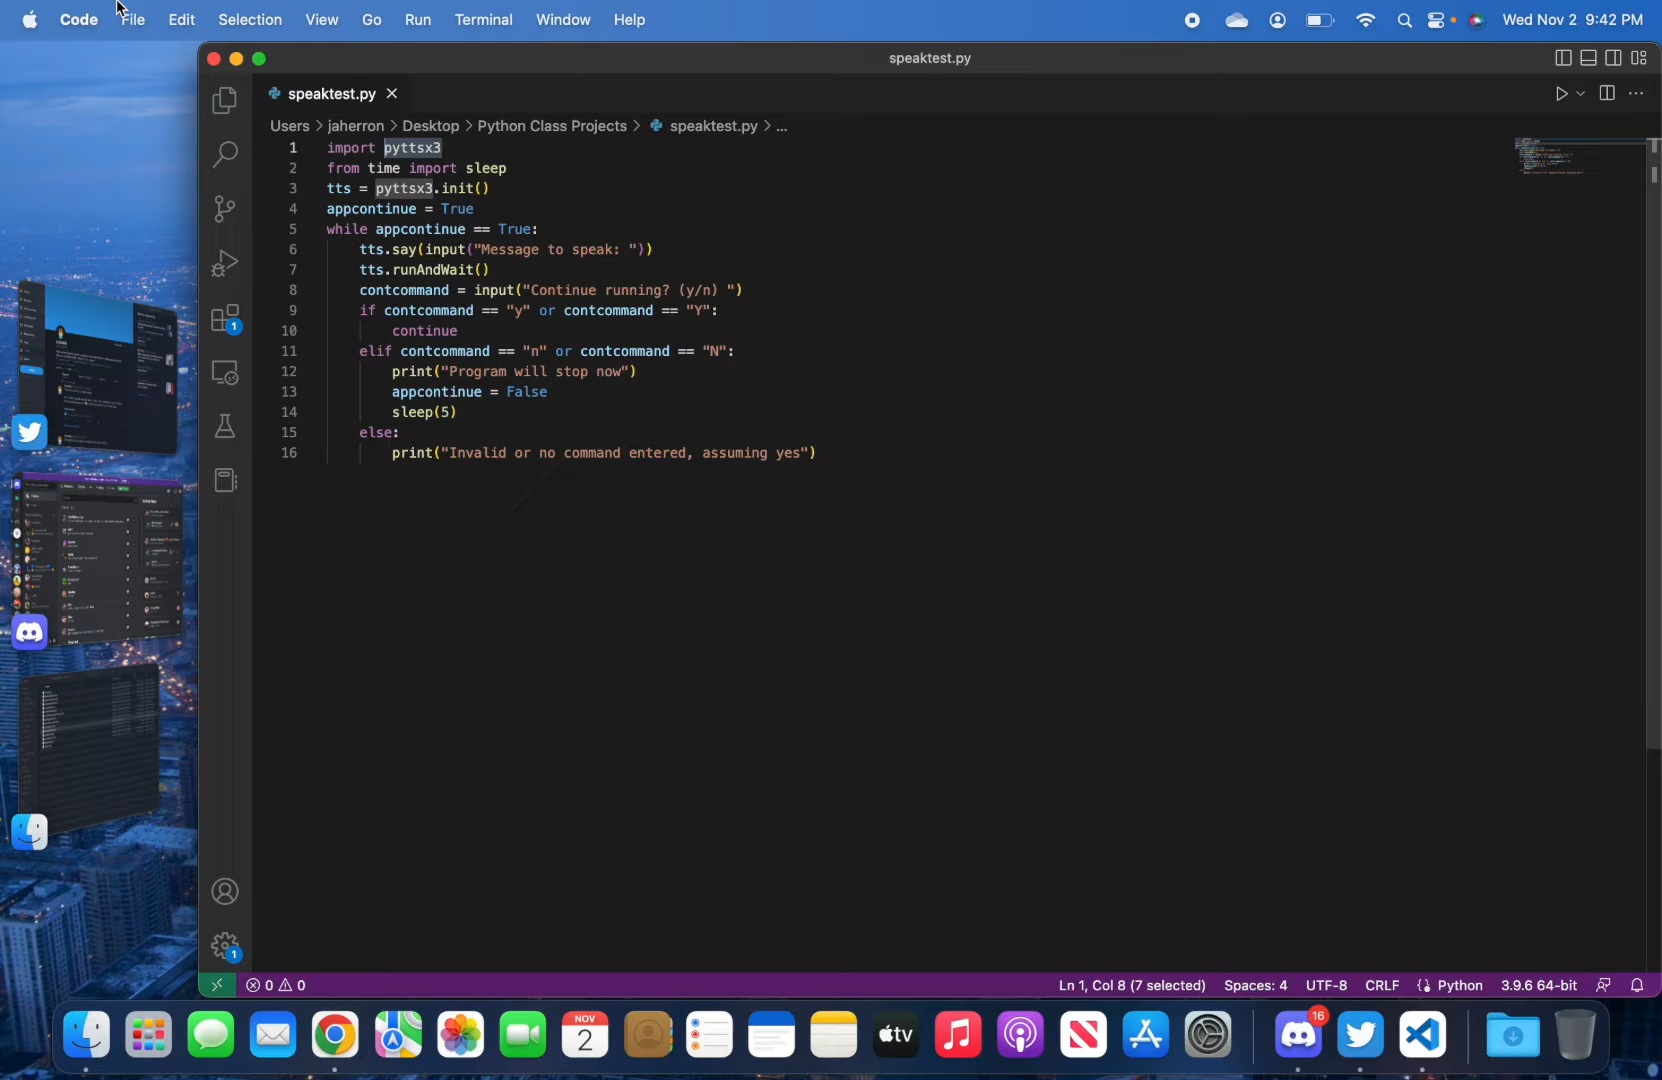 Code File Edit Selection View Go Run Terminal Window Help
Wed Nov 2 9:42 PM
speaktest.py
speaktest.py
Users > jaherron > Desktop > Python Class Projects > speaktest.py > ...
1 import pyttsx3
2 from time import sleep
3 tts = pyttsx3.init()
4 appcontinue = True
5 while appcontinue == True:
6 tts.say(input("Message to speak: "))
7 tts.runAndWait()
8 contcommand = input("Continue running? (y/n) ")
9 if contcommand == "y" or contcommand == "Y":
10 continue
11 elif contcommand == "n" or contcommand == "N":
12 print("Program will stop now")
13 appcontinue = False
14 sleep(5)
15 else:
16 print("Invalid or no command entered, assuming yes")
1
1
0 0
Ln 1, Col 8 (7 selected) Spaces: 4 UTF-8 CRLF Python 3.9.6 64-bit
NOV
2
tv
16